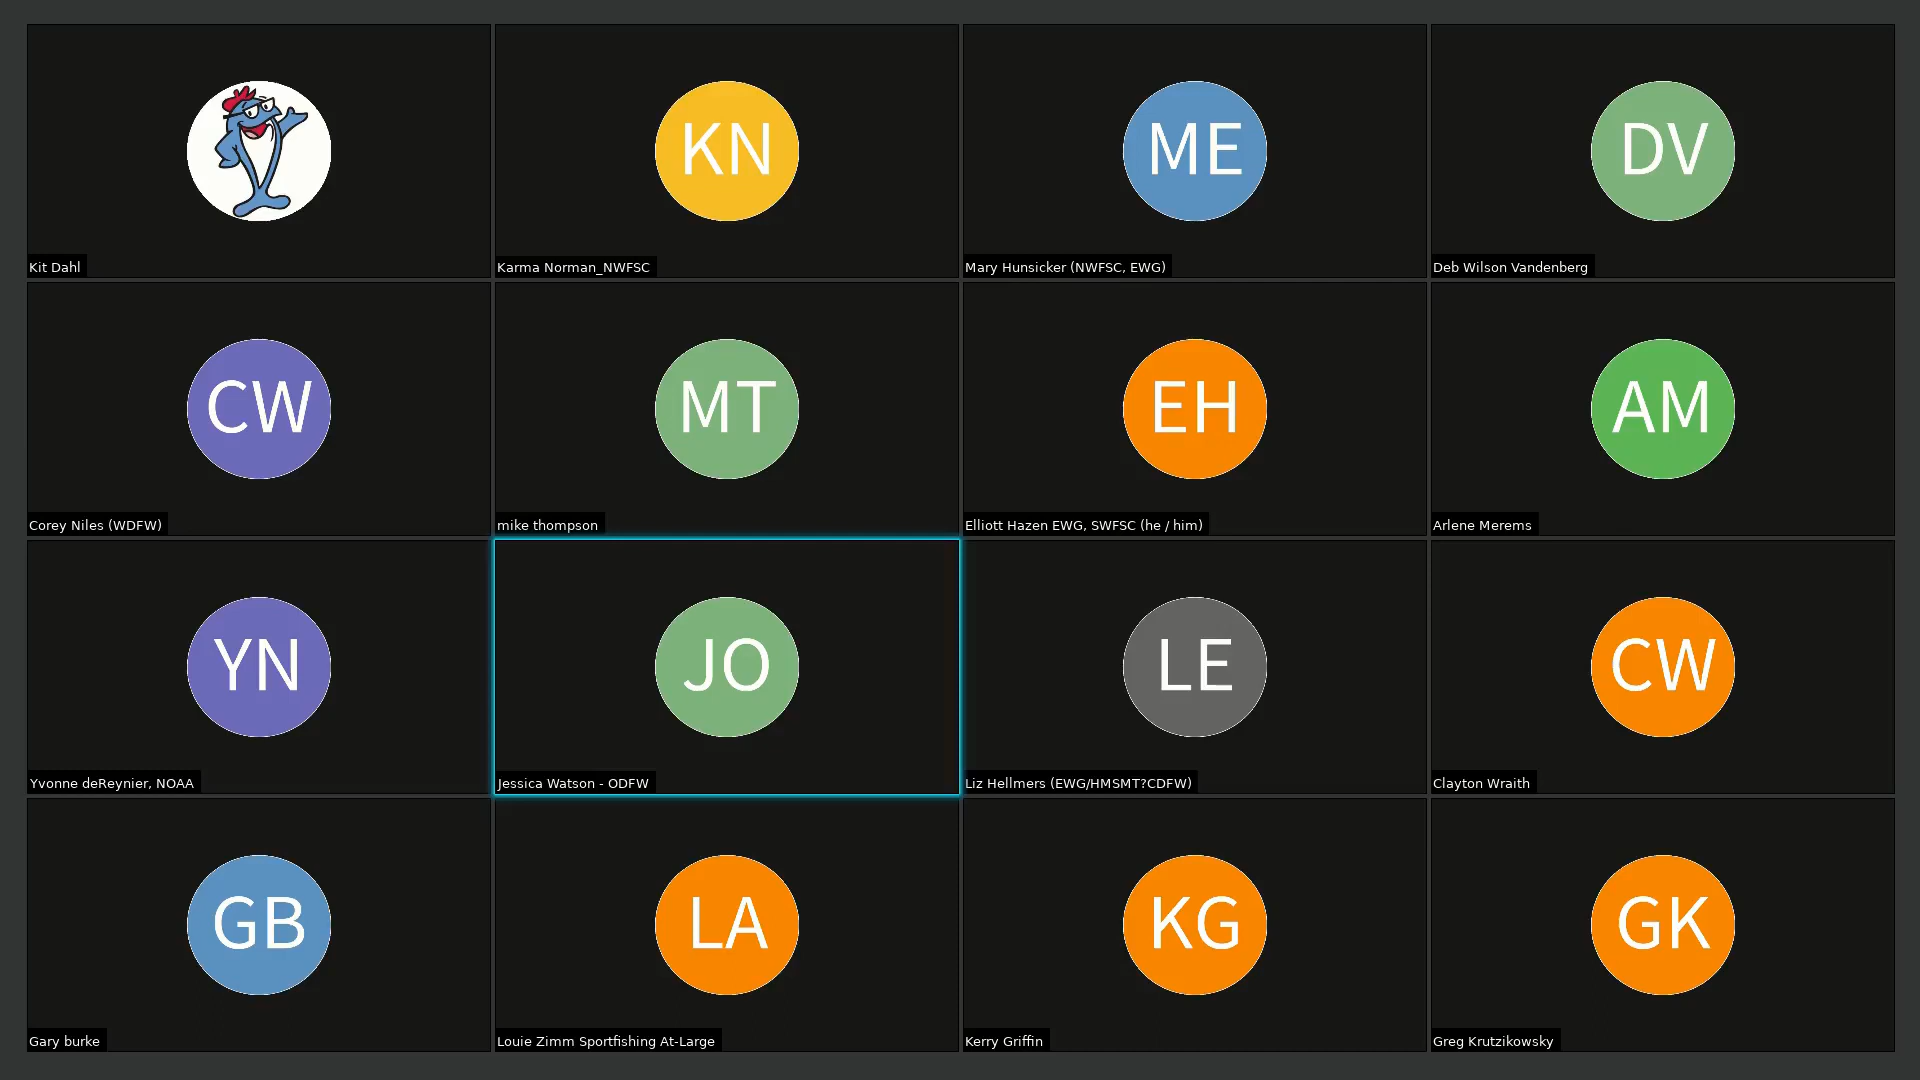 Kit Dahl
KN
Karma Norman_NWFSC
ME
Mary Hunsicker (NWFSC, EWG)
DV
Deb Wilson Vandenberg
CW
Corey Niles (WDFW)
MT
mike thompson
EH
Elliott Hazen EWG, SWFSC (he / him)
AM
Arlene Merems
YN
Yvonne deReynier, NOAA
JO
Jessica Watson - ODFW
LE
Liz Hellmers (EWG/HMSMT?CDFW)
CW
Clayton Wraith
GB
Gary burke
LA
Louie Zimm Sportfishing At-Large
KG
Kerry Griffin
GK
Greg Krutzikowsky